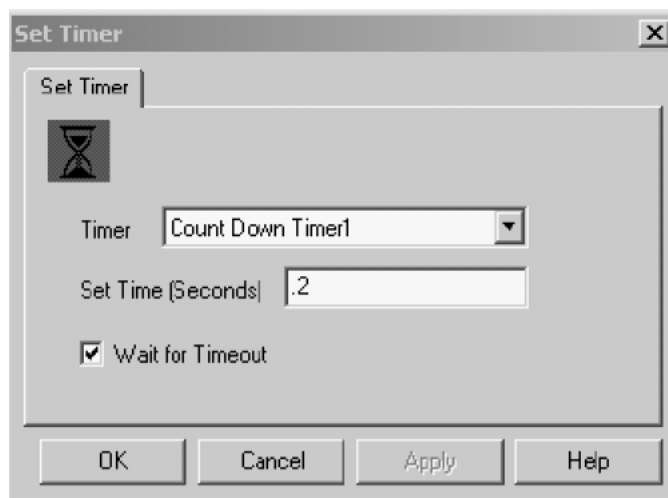 Set Timer
Set Timer
Timer Count Down Timer1
Set Time (Seconds| .2
Wait for Timeout
OK Cancel Apply Help